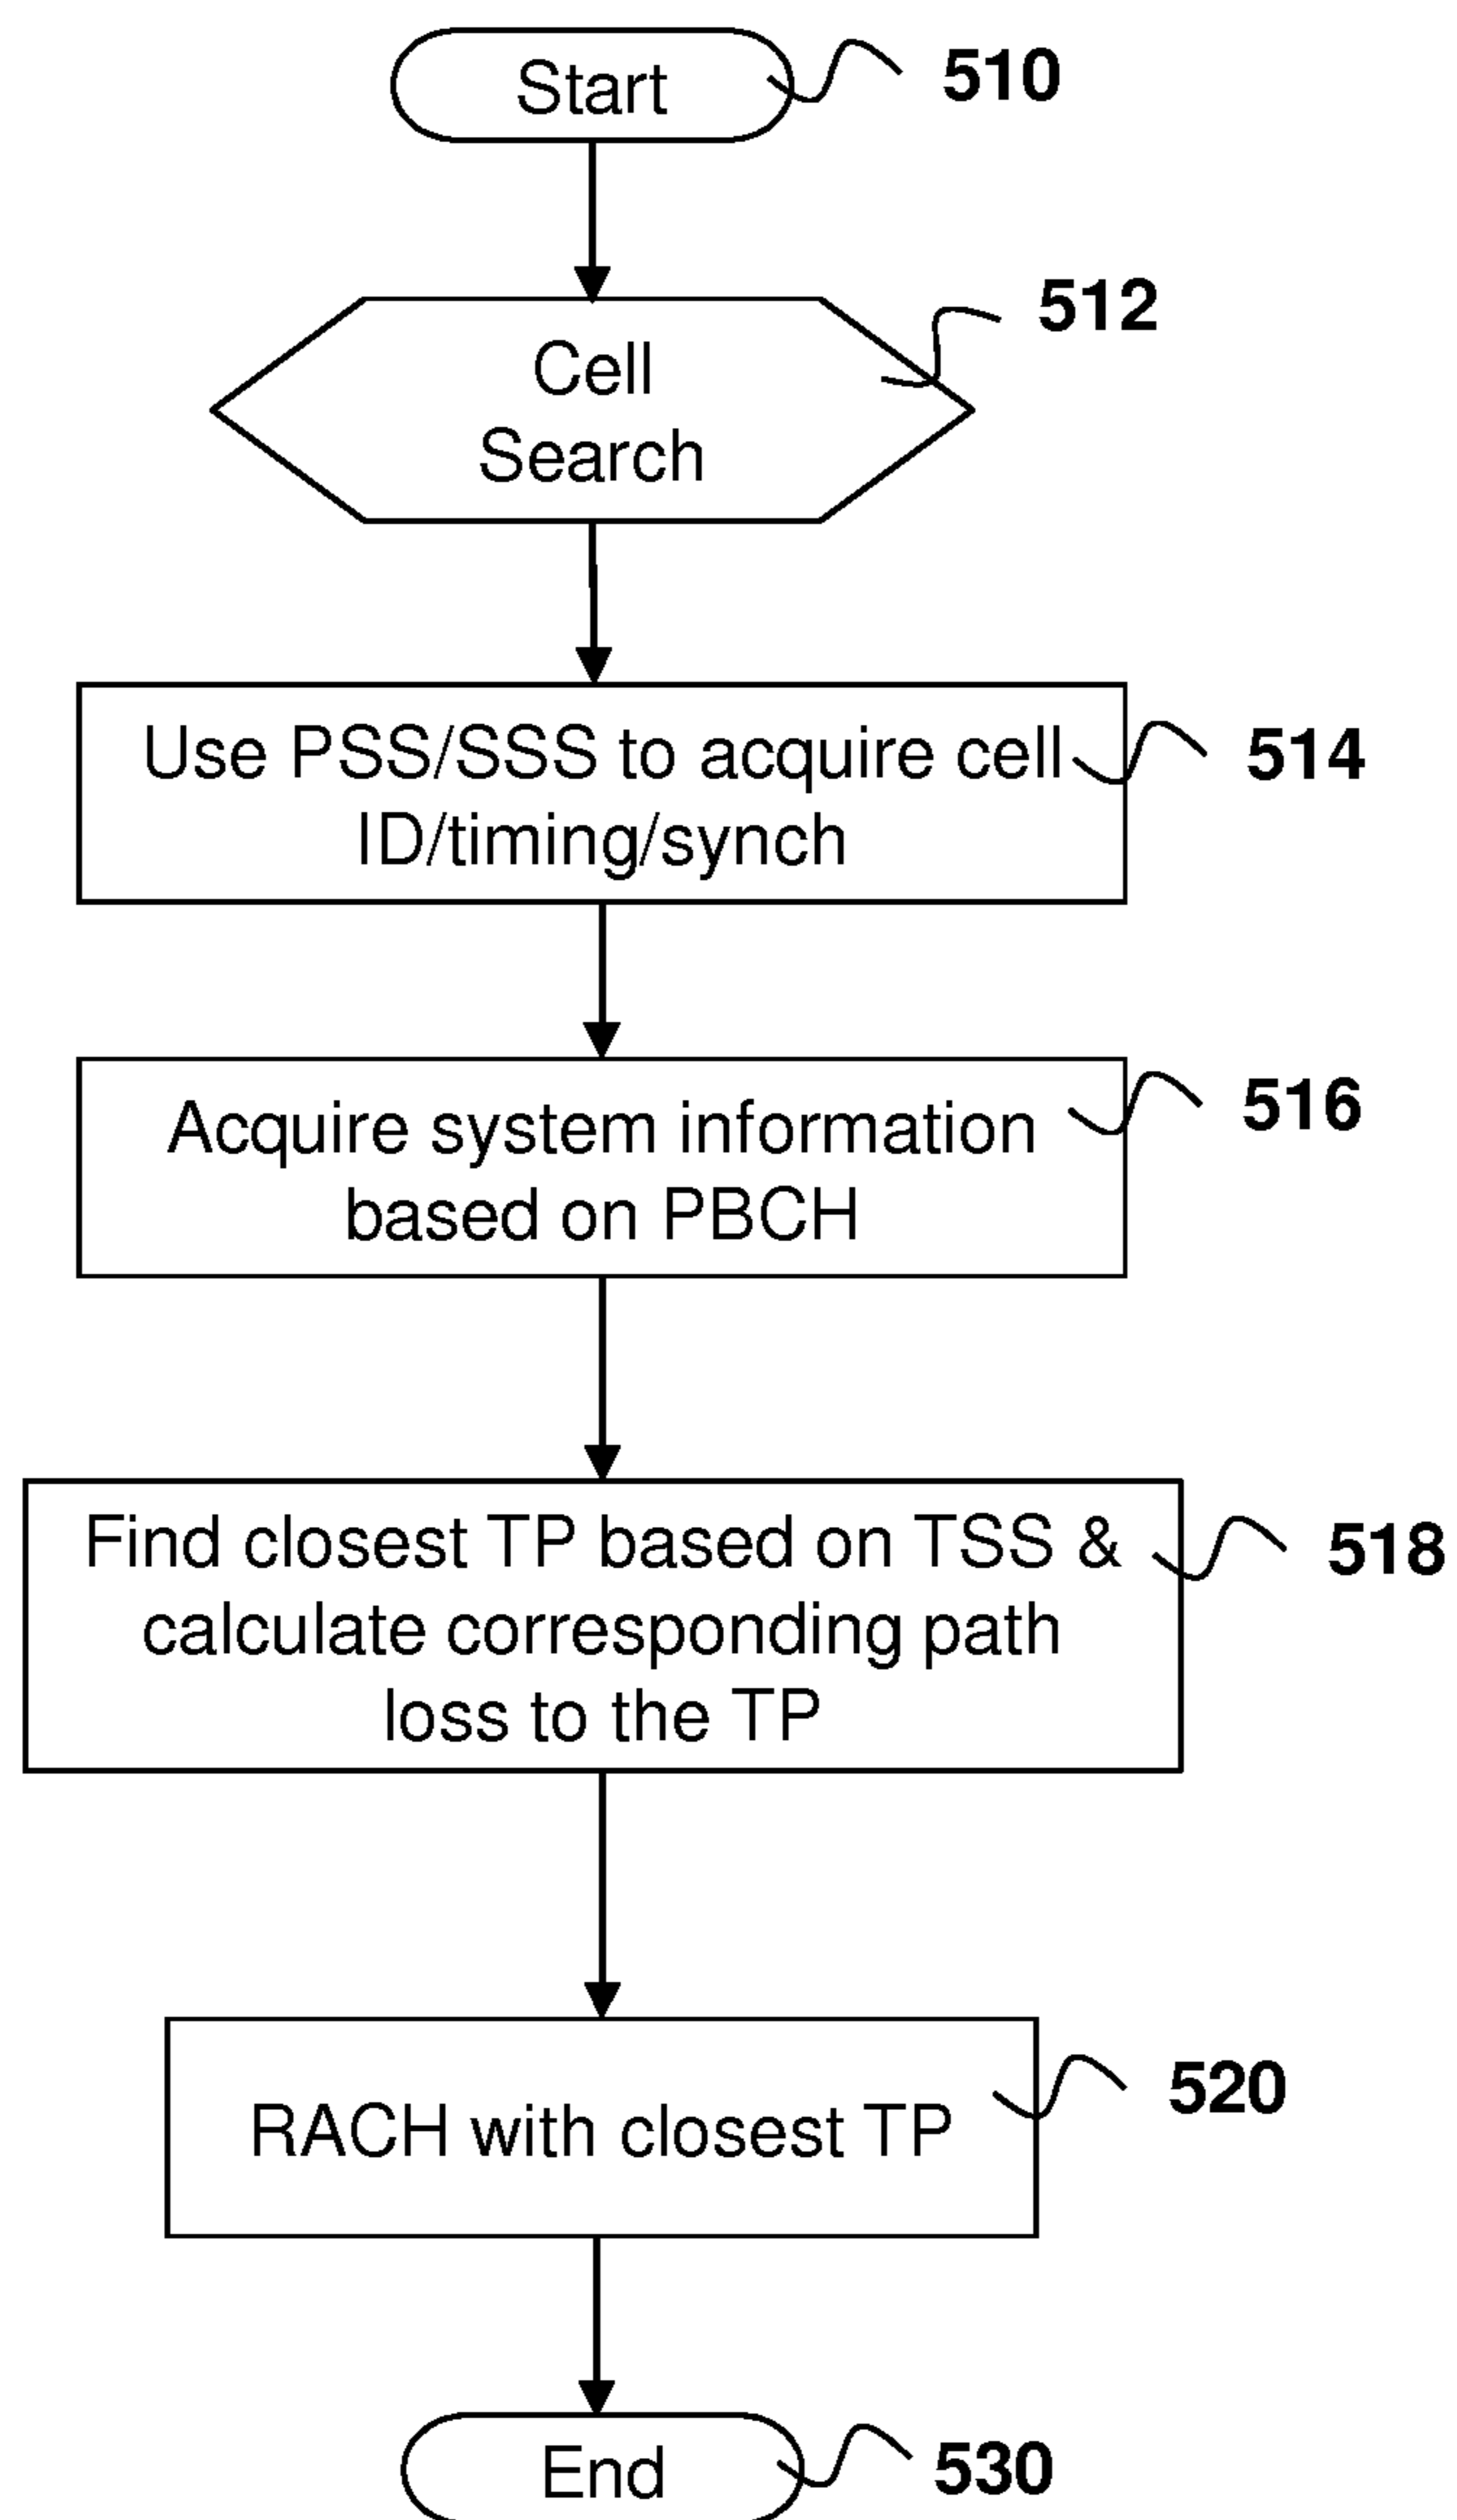 Start
510
Cell
Search
512
Use PSS/SSS to acquire cell
ID/timing/synch
514
Acquire system information
based on PBCH
516
Find closest TP based on TSS &
calculate corresponding path
loss to the TP
518
RACH with closest TP
520
End
530